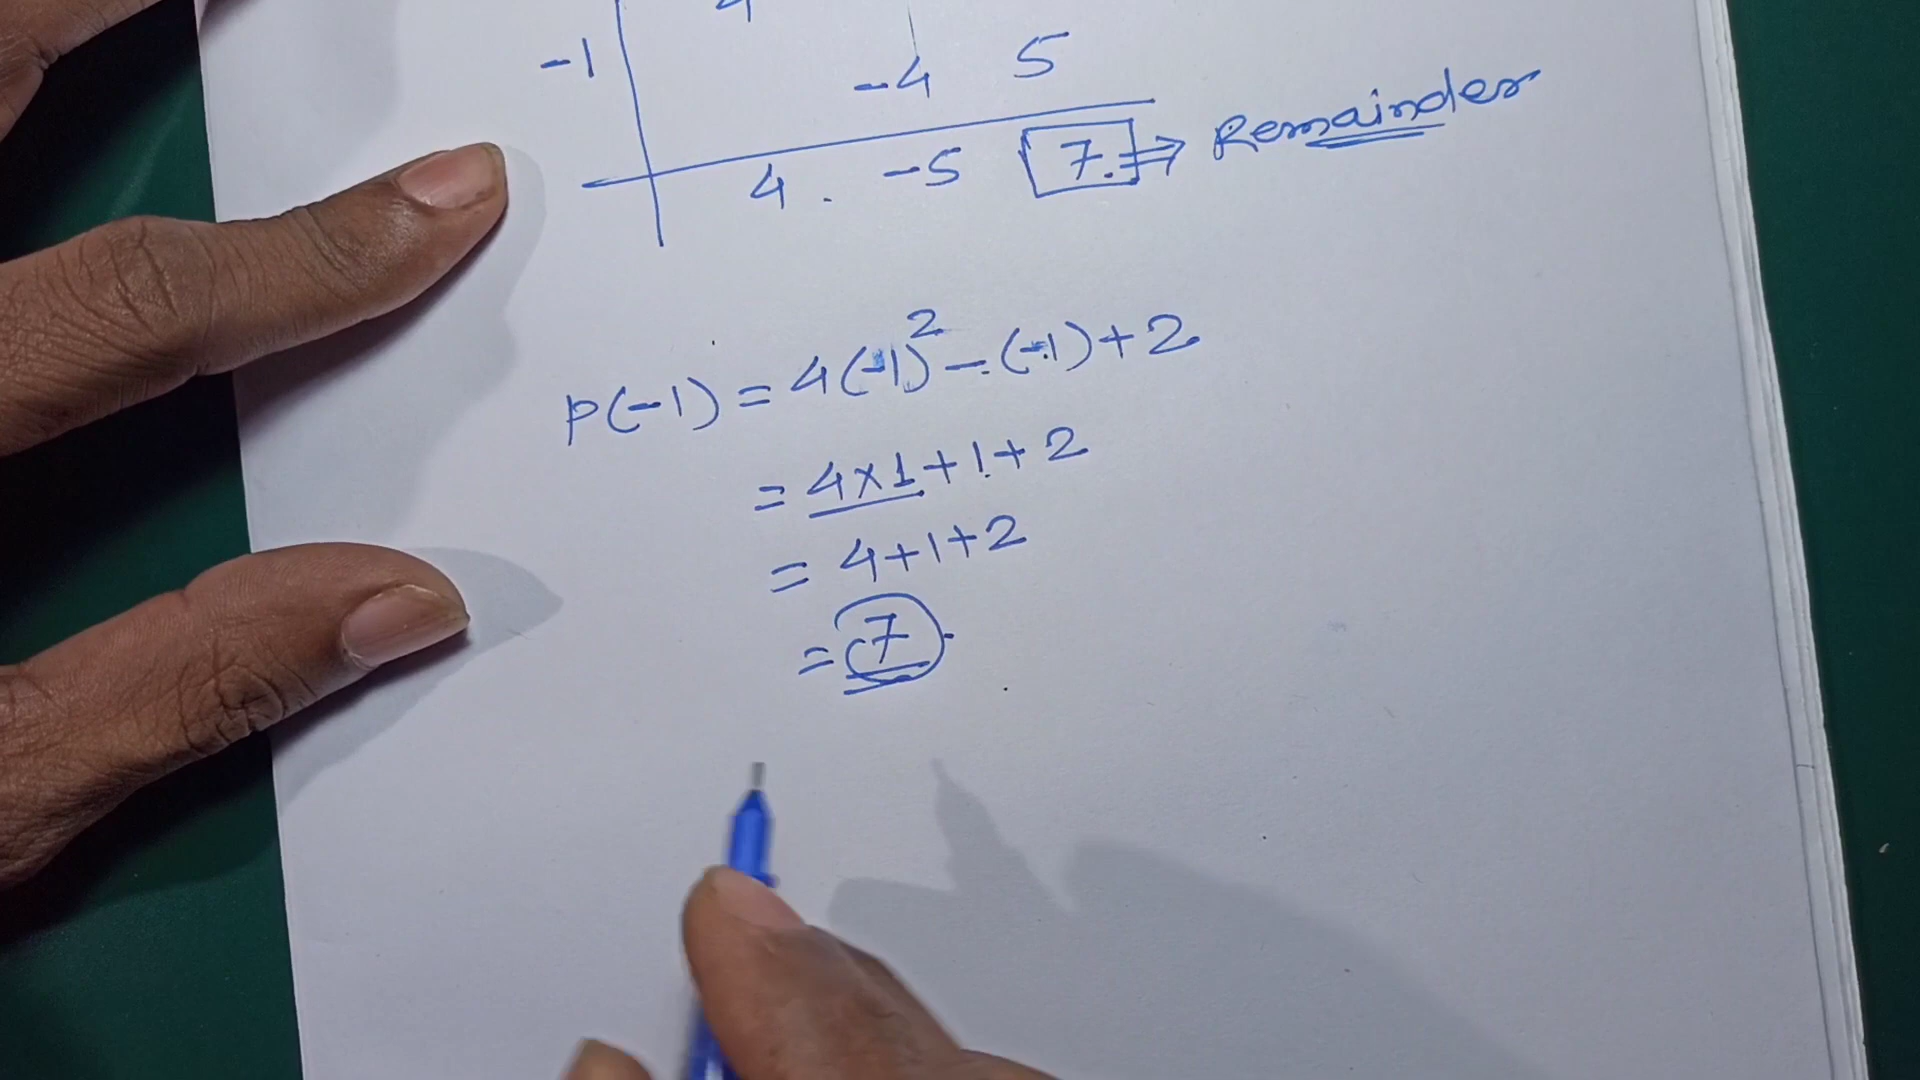 4
-1
-4 5
4 . -5 7. ⇒ Remainder
P(-1) = 4(-1)² - (-1) + 2
= 4×1 + 1 + 2
= 4+1+2
= 7